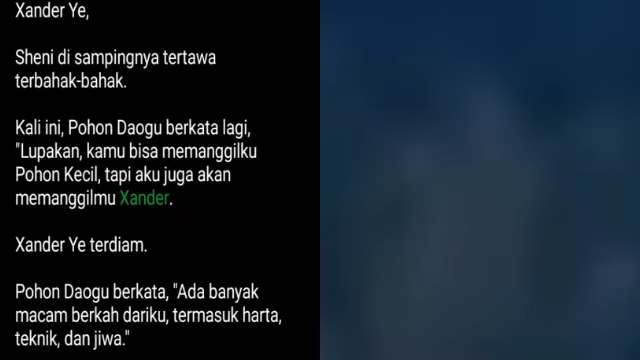 Xander Ye,
Sheni di sampingnya tertawa
terbahak-bahak.
Kali ini, Pohon Daogu berkata lagi,
"Lupakan, kamu bisa memanggilku
Pohon Kecil, tapi aku juga akan
memanggilmu Xander.
Xander Ye terdiam.
Pohon Daogu berkata, "Ada banyak
macam berkah dariku, termasuk harta,
teknik, dan jiwa."